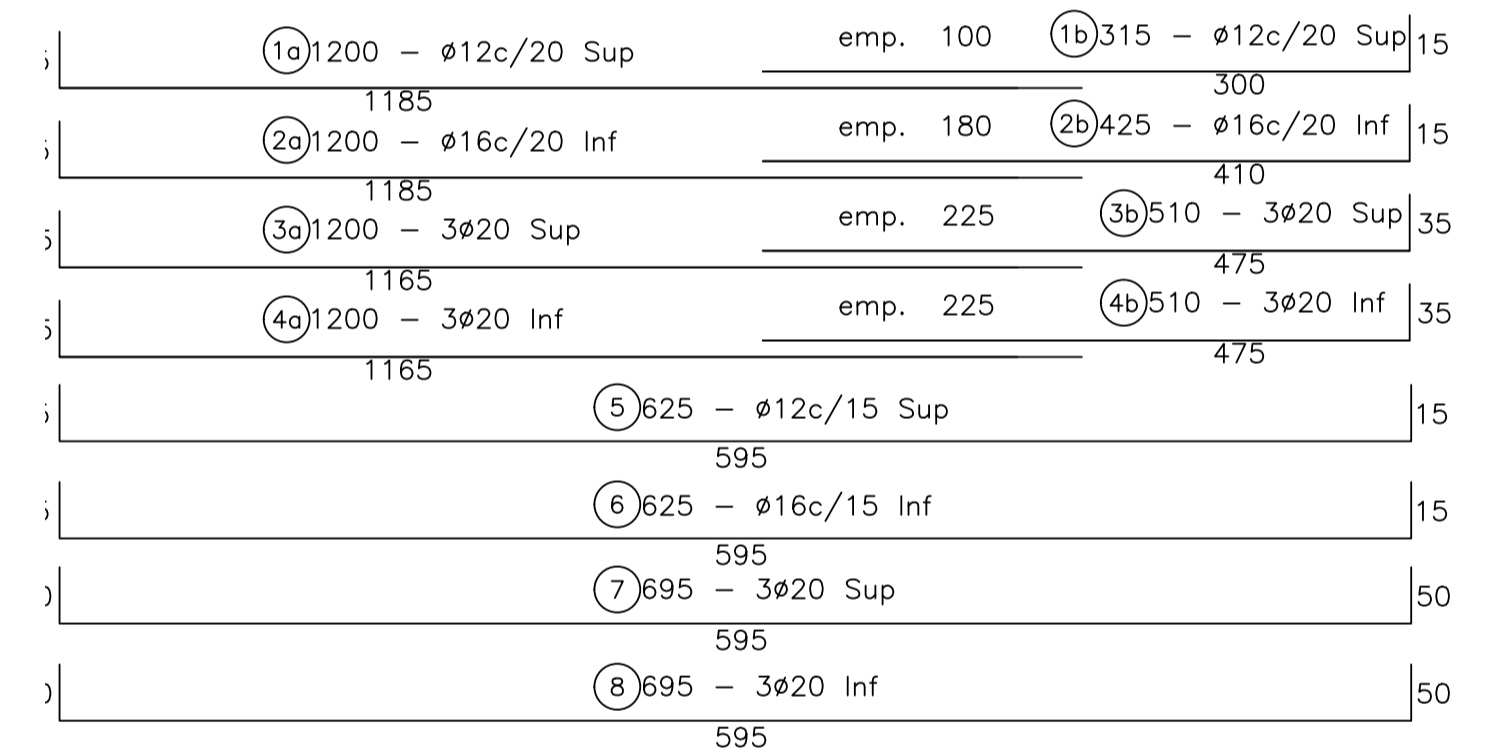 1a 1200 – ø12c/20 Sup emp. 100 1b 315 – ø12c/20 Sup 15
1185 300
2a 1200 – ø16c/20 Inf emp. 180 2b 425 – ø16c/20 Inf 15
1185 410
3a 1200 – 3ø20 Sup emp. 225 3b 510 – 3ø20 Sup 35
1165 475
4a 1200 – 3ø20 Inf emp. 225 4b 510 – 3ø20 Inf 35
1165 475
5 625 – ø12c/15 Sup 15
595
6 625 – ø16c/15 Inf 15
595
7 695 – 3ø20 Sup 50
595
8 695 – 3ø20 Inf 50
595